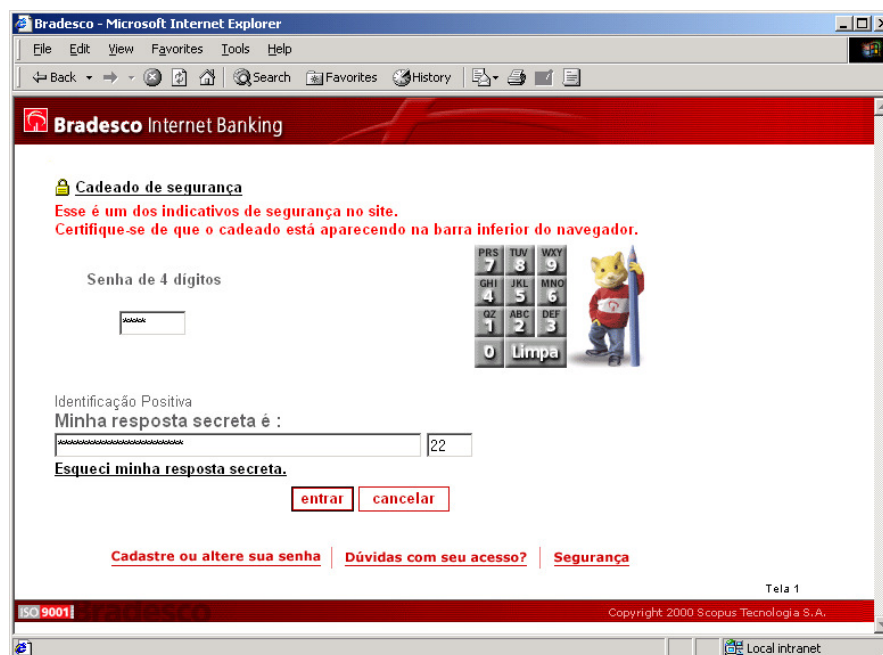 Bradesco - Microsoft Internet Explorer
File Edit View Favorites Tools Help
Back Search Favorites History
Bradesco Internet Banking
Cadeado de segurança
Esse é um dos indicativos de segurança no site.
Certifique-se de que o cadeado está aparecendo na barra inferior do navegador.
PRS TUV WXY
7 8 9
Senha de 4 dígitos
GHI JKL MNO
4 5 6
QZ ABC DEF
1 2 3
****
0 Limpa
Identificação Positiva
Minha resposta secreta é :
********************** 22
Esqueci minha resposta secreta.
entrar cancelar
Cadastre ou altere sua senha Dúvidas com seu acesso? Segurança
Tela 1
ISO 9001 Bradesco Copyright 2000 Scopus Tecnologia S.A.
Local intranet